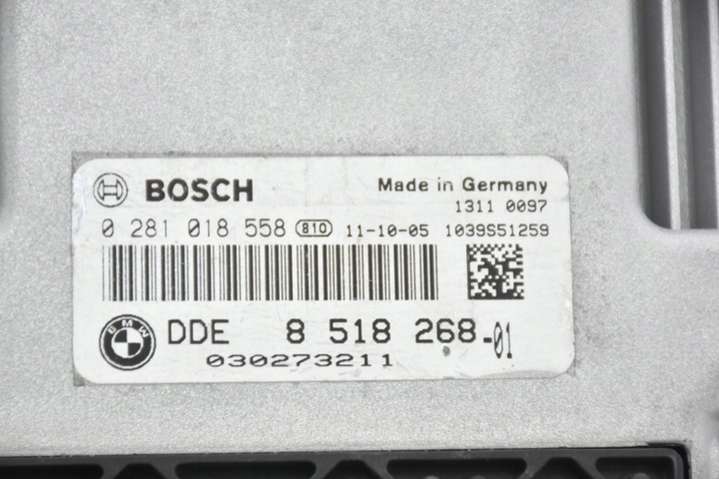 BOSCH Made in Germany
1311 0097
0 281 018 558 810 11-10-05 1039S51259
BMW DDE 8 518 268-01
030273211